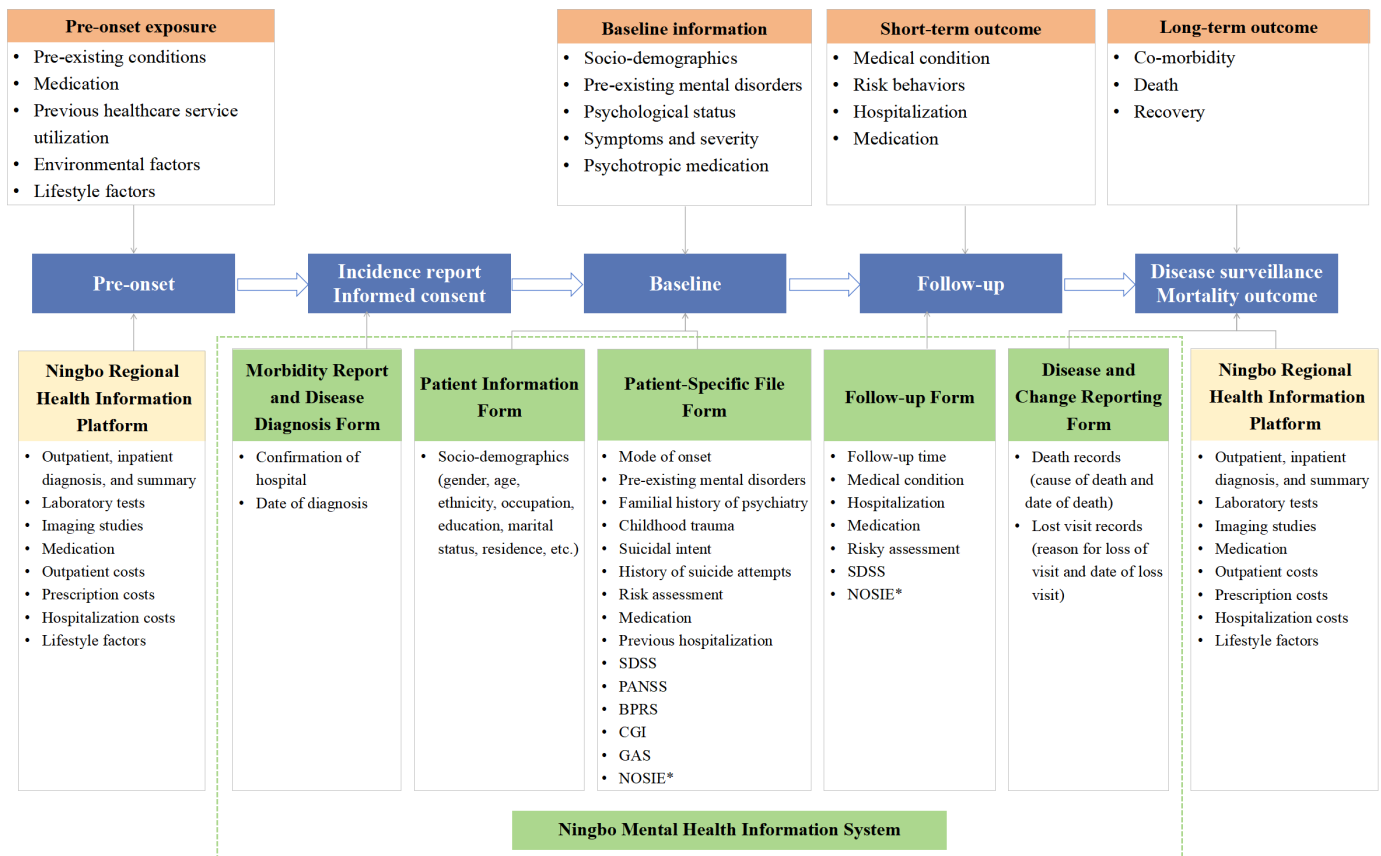 Pre-onset exposure
• Pre-existing conditions
• Medication
• Previous healthcare service
utilization
• Environmental factors
• Lifestyle factors
Baseline information
• Socio-demographics
• Pre-existing mental disorders
• Psychological status
• Symptoms and severity
• Psychotropic medication
Short-term outcome
• Medical condition
• Risk behaviors
• Hospitalization
• Medication
Long-term outcome
• Co-morbidity
• Death
• Recovery
Pre-onset
Incidence report
Informed consent
Baseline
Follow-up
Disease surveillance
Mortality outcome
Ningbo Regional
Health Information
Platform
• Outpatient, inpatient
diagnosis, and summary
• Laboratory tests
• Imaging studies
• Medication
• Outpatient costs
• Prescription costs
• Hospitalization costs
• Lifestyle factors
Morbidity Report
and Disease
Diagnosis Form
• Confirmation of
hospital
• Date of diagnosis
Patient Information
Form
• Socio-demographics
(gender, age,
ethnicity, occupation,
education, marital
status, residence, etc.)
Patient-Specific File
Form
• Mode of onset
• Pre-existing mental disorders
• Familial history of psychiatry
• Childhood trauma
• Suicidal intent
• History of suicide attempts
• Risk assessment
• Medication
• Previous hospitalization
• SDSS
• PANSS
• BPRS
• CGI
• GAS
• NOSIE*
Follow-up Form
• Follow-up time
• Medical condition
• Hospitalization
• Medication
• Risky assessment
• SDSS
• NOSIE*
Disease and
Change Reporting
Form
• Death records
(cause of death and
date of death)
• Lost visit records
(reason for loss of
visit and date of loss
visit)
Ningbo Regional
Health Information
Platform
• Outpatient, inpatient
diagnosis, and summary
• Laboratory tests
• Imaging studies
• Medication
• Outpatient costs
• Prescription costs
• Hospitalization costs
• Lifestyle factors
Ningbo Mental Health Information System